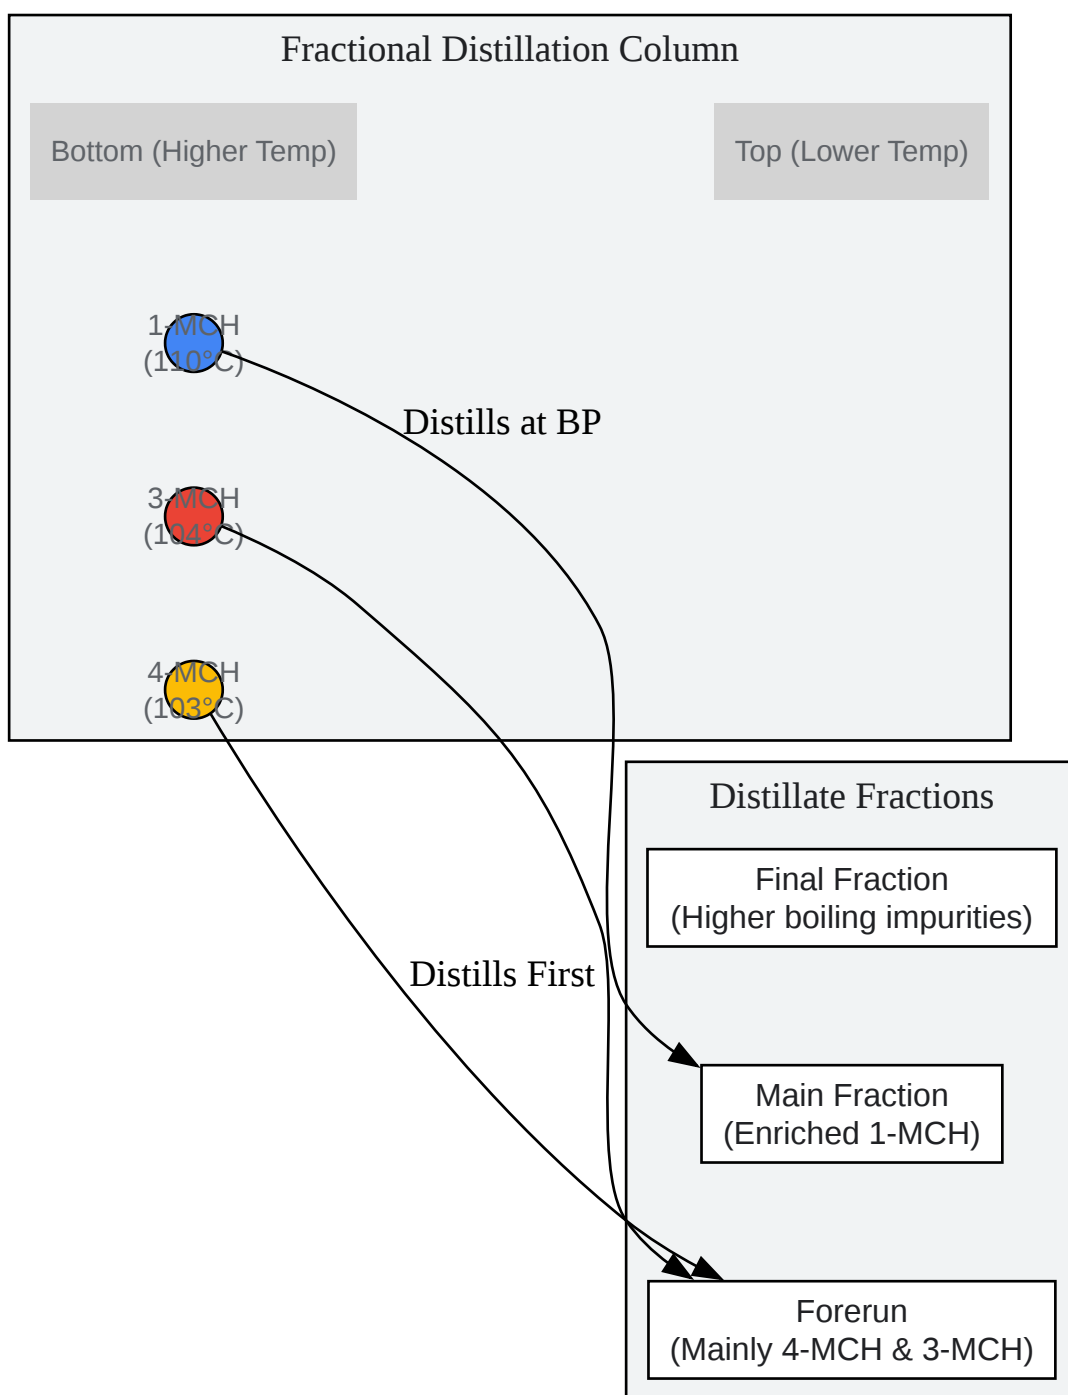 Fractional Distillation Column
Bottom (Higher Temp)
Top (Lower Temp)
1-MCH
(110°C)
Distills at BP
3-MCH
(104°C)
4-MCH
(103°C)
Distillate Fractions
Final Fraction
(Higher boiling impurities)
Distills First
Main Fraction
(Enriched 1-MCH)
Forerun
(Mainly 4-MCH & 3-MCH)